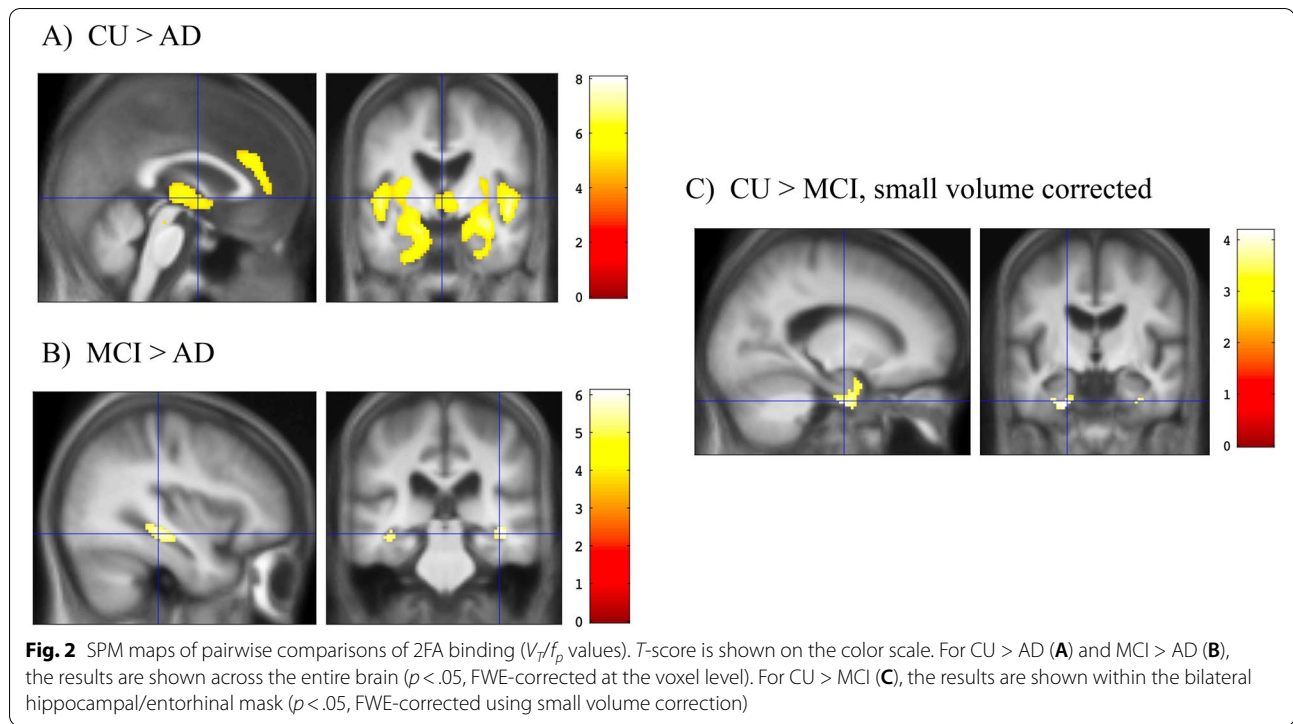 A) CU > AD
8
6
4
2
0
B) MCI > AD
6
5
4
3
2
1
0
C) CU > MCI, small volume corrected
4
3
2
1
0
Fig. 2 SPM maps of pairwise comparisons of 2FA binding (V_T/f_p values). T-score is shown on the color scale. For CU > AD (A) and MCI > AD (B),
the results are shown across the entire brain (p < .05, FWE-corrected at the voxel level). For CU > MCI (C), the results are shown within the bilateral
hippocampal/entorhinal mask (p < .05, FWE-corrected using small volume correction)